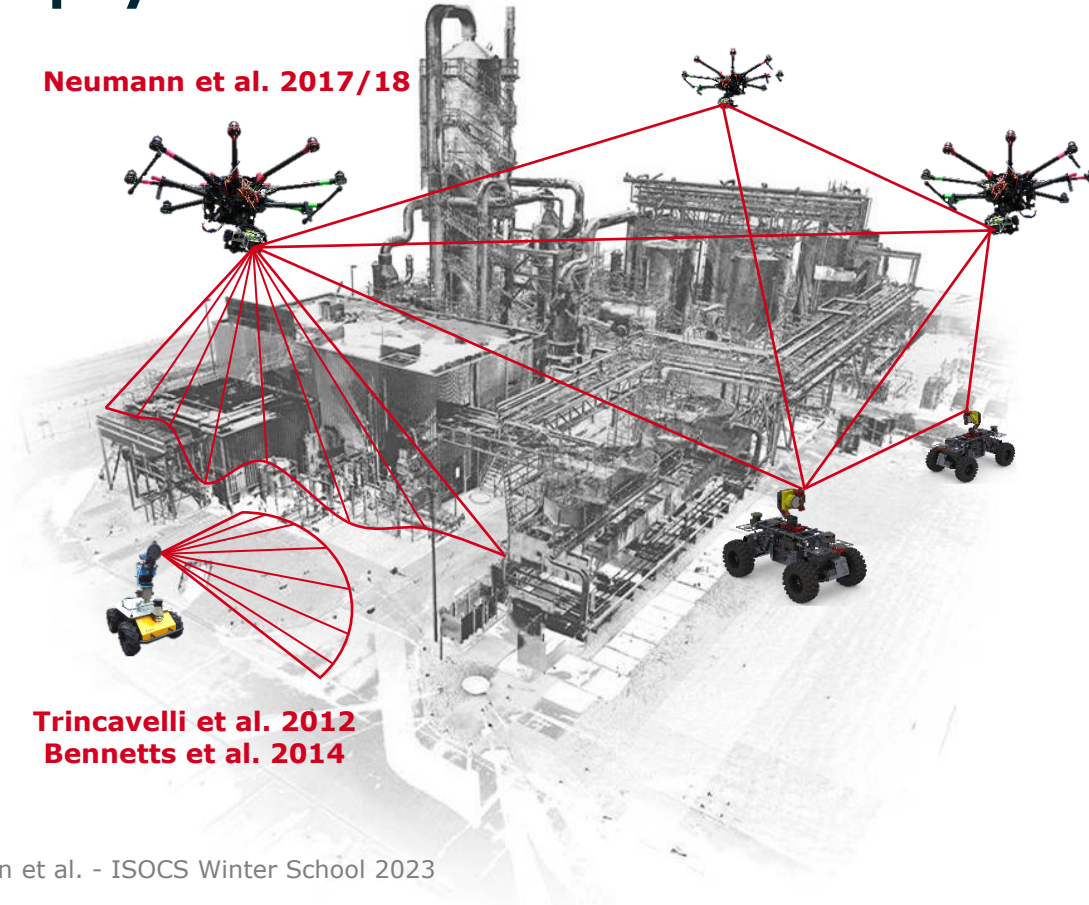 Neumann et al. 2017/18
Trincavelli et al. 2012
Bennetts et al. 2014
et al. - ISOCS Winter School 2023